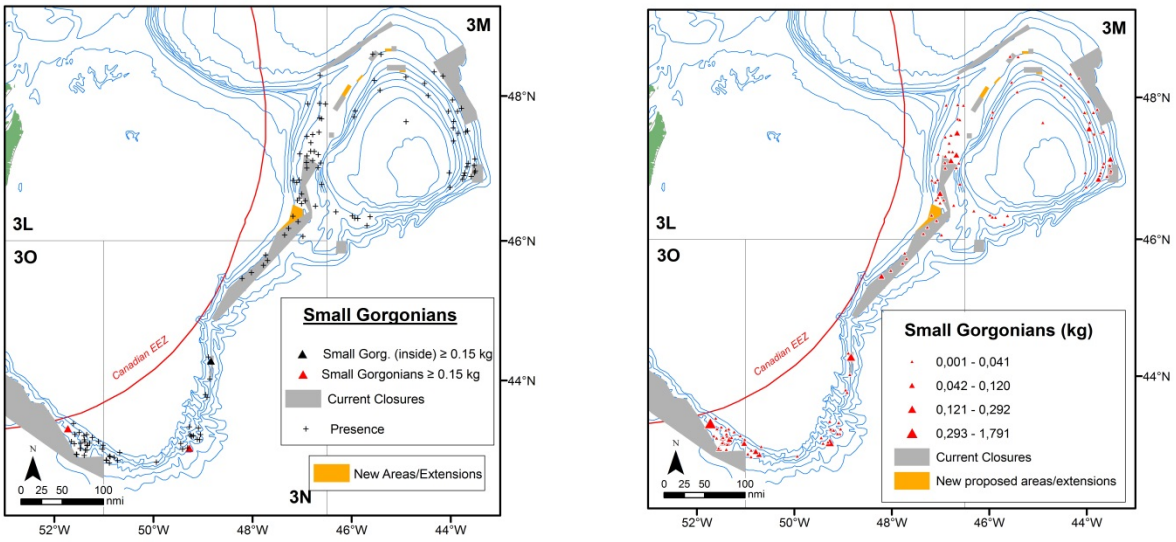 3M
48°N
3L
46°N
3O
Small Gorgonians
Small Gorg. (inside) ≥ 0.15 kg
Small Gorgonians ≥ 0.15 kg
Current Closures
Presence
New Areas/Extensions
Canadian EEZ
44°N
N
0 25 50 100
nmi
3N
52°W 50°W 48°W 46°W 44°W
3M
48°N
3L
46°N
3O
Small Gorgonians (kg)
0,001 - 0,041
0,042 - 0,120
0,121 - 0,292
0,293 - 1,791
Current Closures
New proposed areas/extensions
Canadian EEZ
44°N
N
0 25 50 100
nmi
52°W 50°W 48°W 46°W 44°W